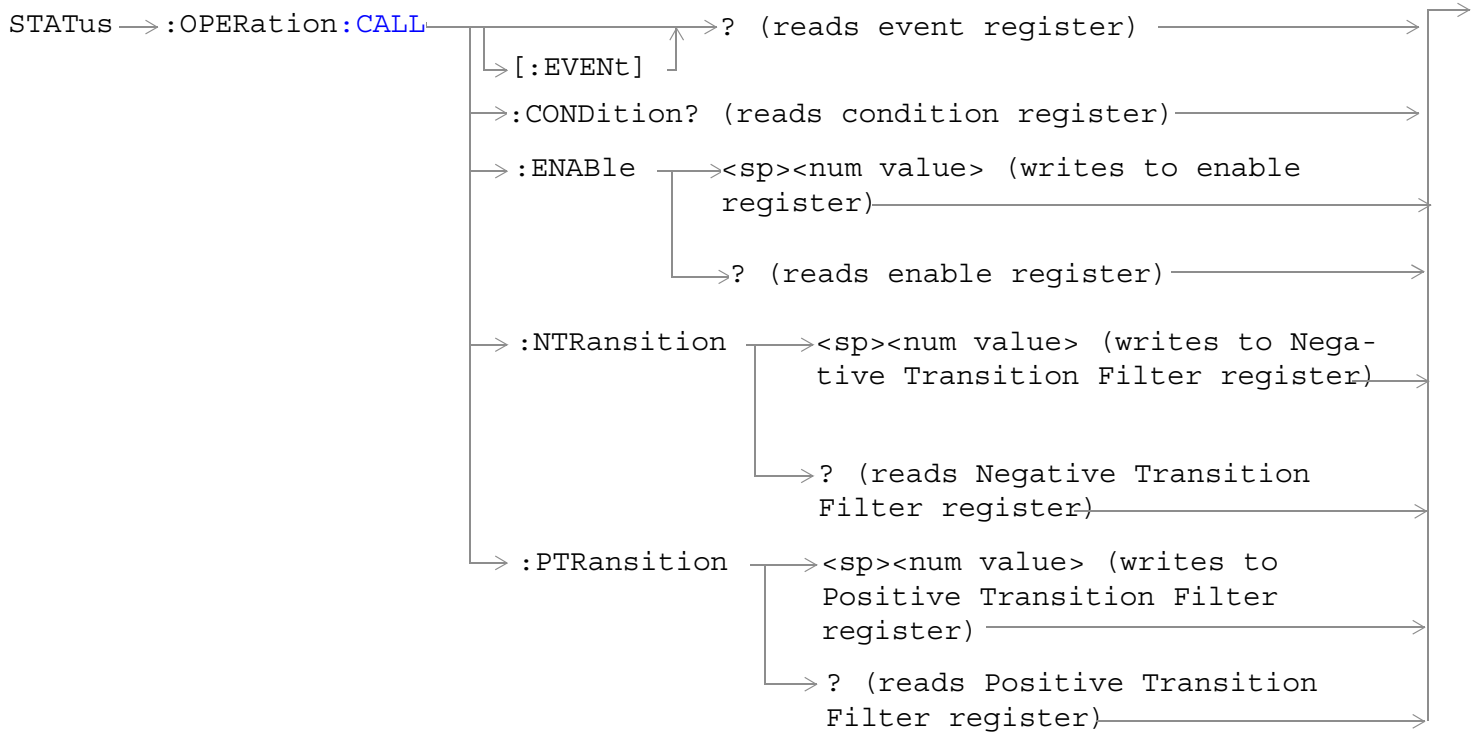 STATus :OPERation:CALL ? (reads event register)
[:EVENt]
:CONDition? (reads condition register)
:ENABle <sp><num value> (writes to enable
register)
? (reads enable register)
:NTRansition <sp><num value> (writes to Nega-
tive Transition Filter register)
? (reads Negative Transition
Filter register)
:PTRansition <sp><num value> (writes to
Positive Transition Filter
register)
? (reads Positive Transition
Filter register)